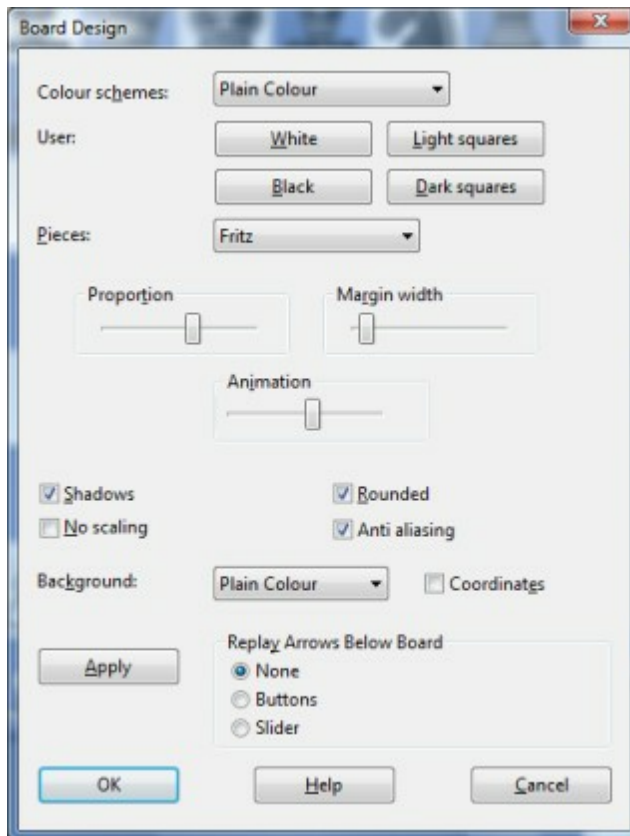 Board Design
Colour schemes: Plain Colour
User: White Light squares
Black Dark squares
Pieces: Fritz
Proportion Margin width
Animation
Shadows Rounded
No scaling Anti aliasing
Background: Plain Colour Coordinates
Replay Arrows Below Board
Apply None
Buttons
Slider
OK Help Cancel